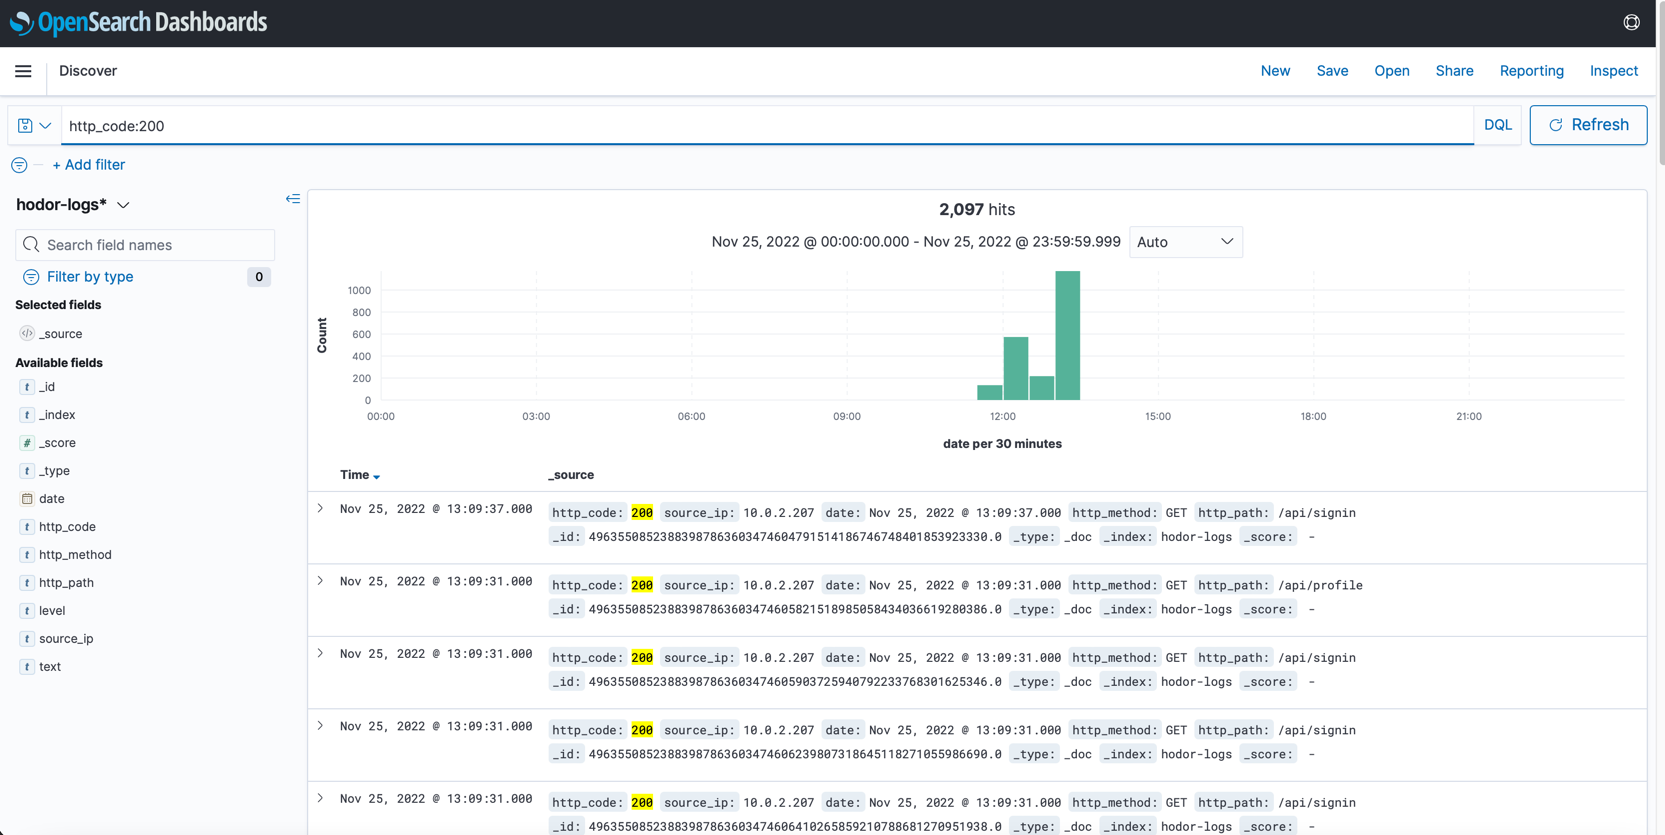 OpenSearch Dashboards
Discover
New Save Open Share Reporting Inspect
http_code:200
DQL
Refresh
+ Add filter
hodor-logs*
Search field names
Filter by type 0
Selected fields
_source
Available fields
t _id
t _index
# _score
t _type
date
t http_code
t http_method
t http_path
t level
t source_ip
t text
2,097 hits
Nov 25, 2022 @ 00:00:00.000 - Nov 25, 2022 @ 23:59:59.999 Auto
Count
1000
800
600
400
200
0
00:00 03:00 06:00 09:00 12:00 15:00 18:00 21:00
date per 30 minutes
Time _source
Nov 25, 2022 @ 13:09:37.000 http_code: 200 source_ip: 10.0.2.207 date: Nov 25, 2022 @ 13:09:37.000 http_method: GET http_path: /api/signin
_id: 49635508523883987863603474604791514186746748401853923330.0 _type: _doc _index: hodor-logs _score: -
Nov 25, 2022 @ 13:09:31.000 http_code: 200 source_ip: 10.0.2.207 date: Nov 25, 2022 @ 13:09:31.000 http_method: GET http_path: /api/profile
_id: 49635508523883987863603474605821518985058434036619280386.0 _type: _doc _index: hodor-logs _score: -
Nov 25, 2022 @ 13:09:31.000 http_code: 200 source_ip: 10.0.2.207 date: Nov 25, 2022 @ 13:09:31.000 http_method: GET http_path: /api/signin
_id: 49635508523883987863603474605903725940792233768301625346.0 _type: _doc _index: hodor-logs _score: -
Nov 25, 2022 @ 13:09:31.000 http_code: 200 source_ip: 10.0.2.207 date: Nov 25, 2022 @ 13:09:31.000 http_method: GET http_path: /api/signin
_id: 49635508523883987863603474606239807318645118271055986690.0 _type: _doc _index: hodor-logs _score: -
Nov 25, 2022 @ 13:09:31.000 http_code: 200 source_ip: 10.0.2.207 date: Nov 25, 2022 @ 13:09:31.000 http_method: GET http_path: /api/signin
_id: 49635508523883987863603474606410265859210788681270951938.0 _type: _doc _index: hodor-logs _score: -